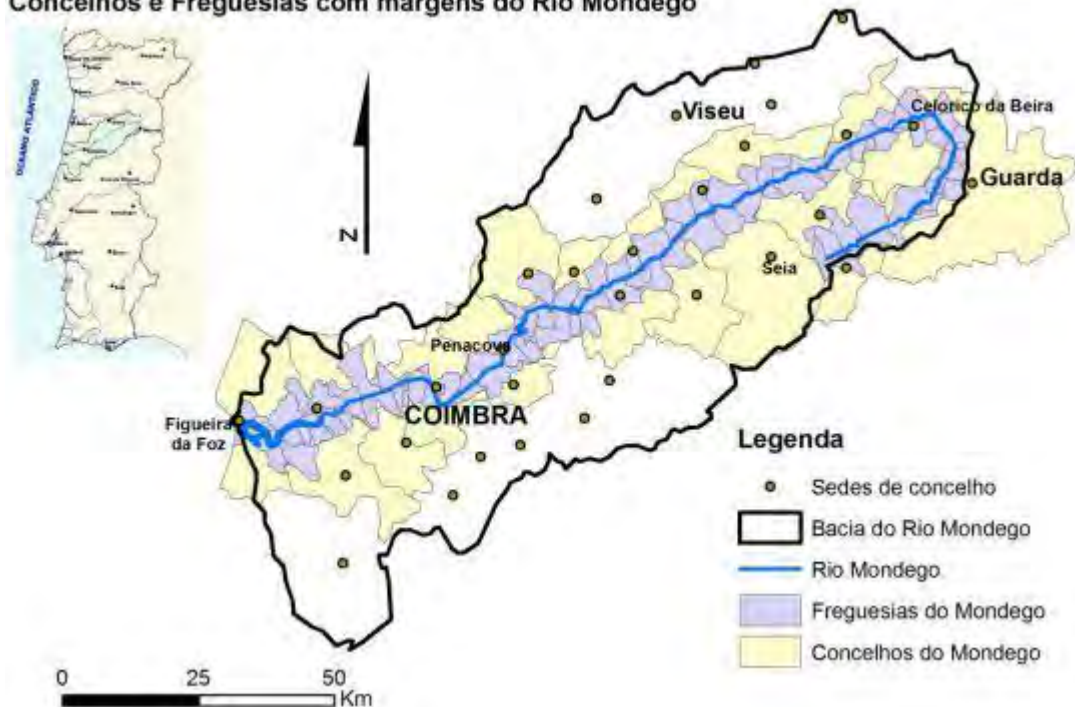 Concelhos e Freguesias com margens do Rio Mondego
OCEANO ATLÂNTICO
N
Viseu
Celorico da Beira
Guarda
Seia
Penacova
COIMBRA
Figueira
da Foz
Legenda
Sedes de concelho
Bacia do Rio Mondego
Rio Mondego
Freguesias do Mondego
Concelhos do Mondego
0 25 50
Km